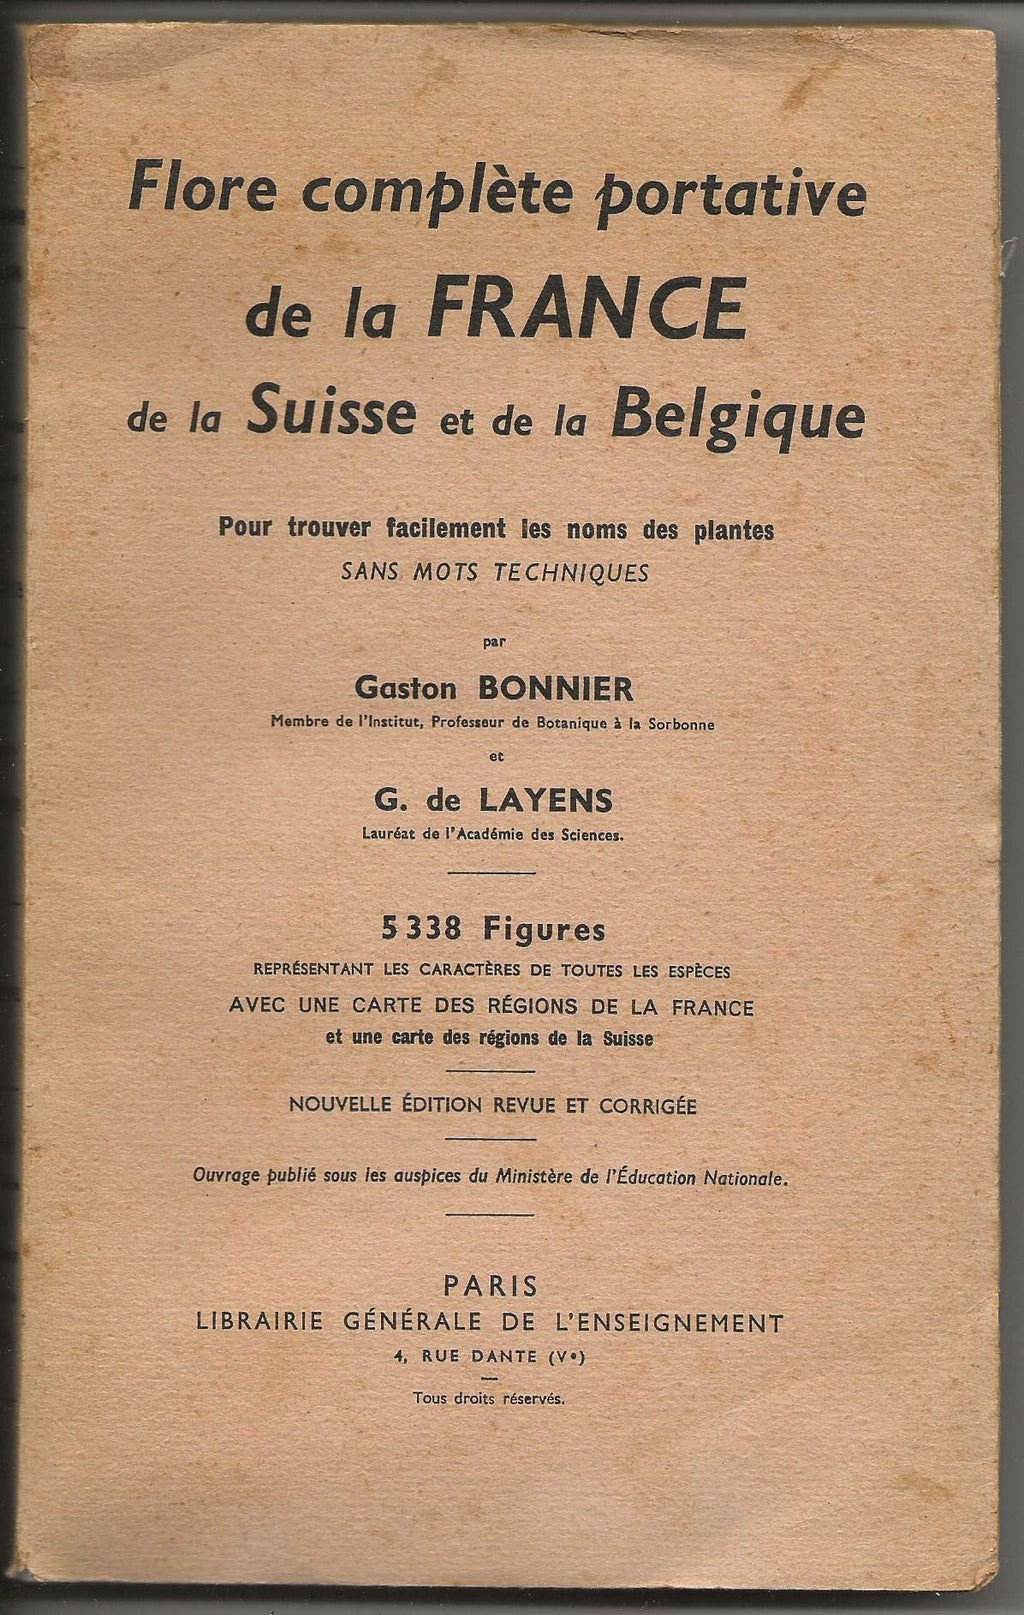 Flore complète portative
de la FRANCE
de la Suisse et de la Belgique
Pour trouver facilement les noms des plantes
SANS MOTS TECHNIQUES
par
Gaston BONNIER
Membre de l'Institut, Professeur de Botanique à la Sorbonne
et
G. de LAYENS
Lauréat de l'Académie des Sciences.
5 338 Figures
REPRÉSENTANT LES CARACTÈRES DE TOUTES LES ESPÈCES
AVEC UNE CARTE DES RÉGIONS DE LA FRANCE
et une carte des régions de la Suisse
NOUVELLE ÉDITION REVUE ET CORRIGÉE
Ouvrage publié sous les auspices du Ministère de l'Éducation Nationale.
PARIS
LIBRAIRIE GÉNÉRALE DE L'ENSEIGNEMENT
4, RUE DANTE (Vᵉ)
Tous droits réservés.